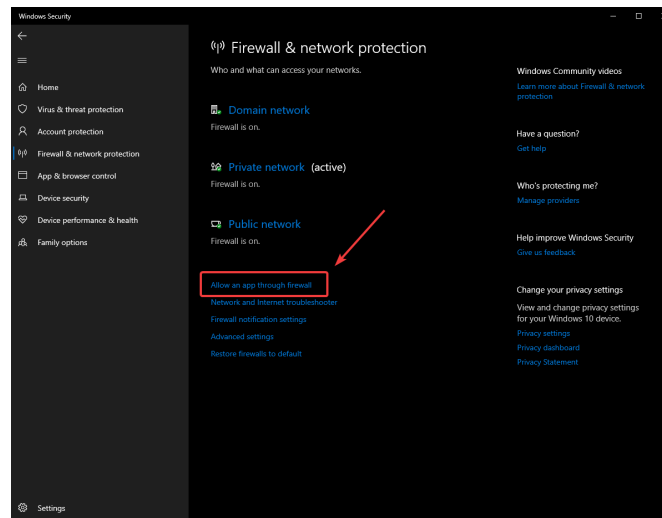 Windows Security
Home
Virus & threat protection
Account protection
Firewall & network protection
App & browser control
Device security
Device performance & health
Family options
Settings
Firewall & network protection
Who and what can access your networks.
Domain network
Firewall is on.
Private network (active)
Firewall is on.
Public network
Firewall is on.
Allow an app through firewall
Network and Internet troubleshooter
Firewall notification settings
Advanced settings
Restore firewalls to default
Windows Community videos
Learn more about Firewall & network
protection
Have a question?
Get help
Who's protecting me?
Manage providers
Help improve Windows Security
Give us feedback
Change your privacy settings
View and change privacy settings
for your Windows 10 device.
Privacy settings
Privacy dashboard
Privacy Statement